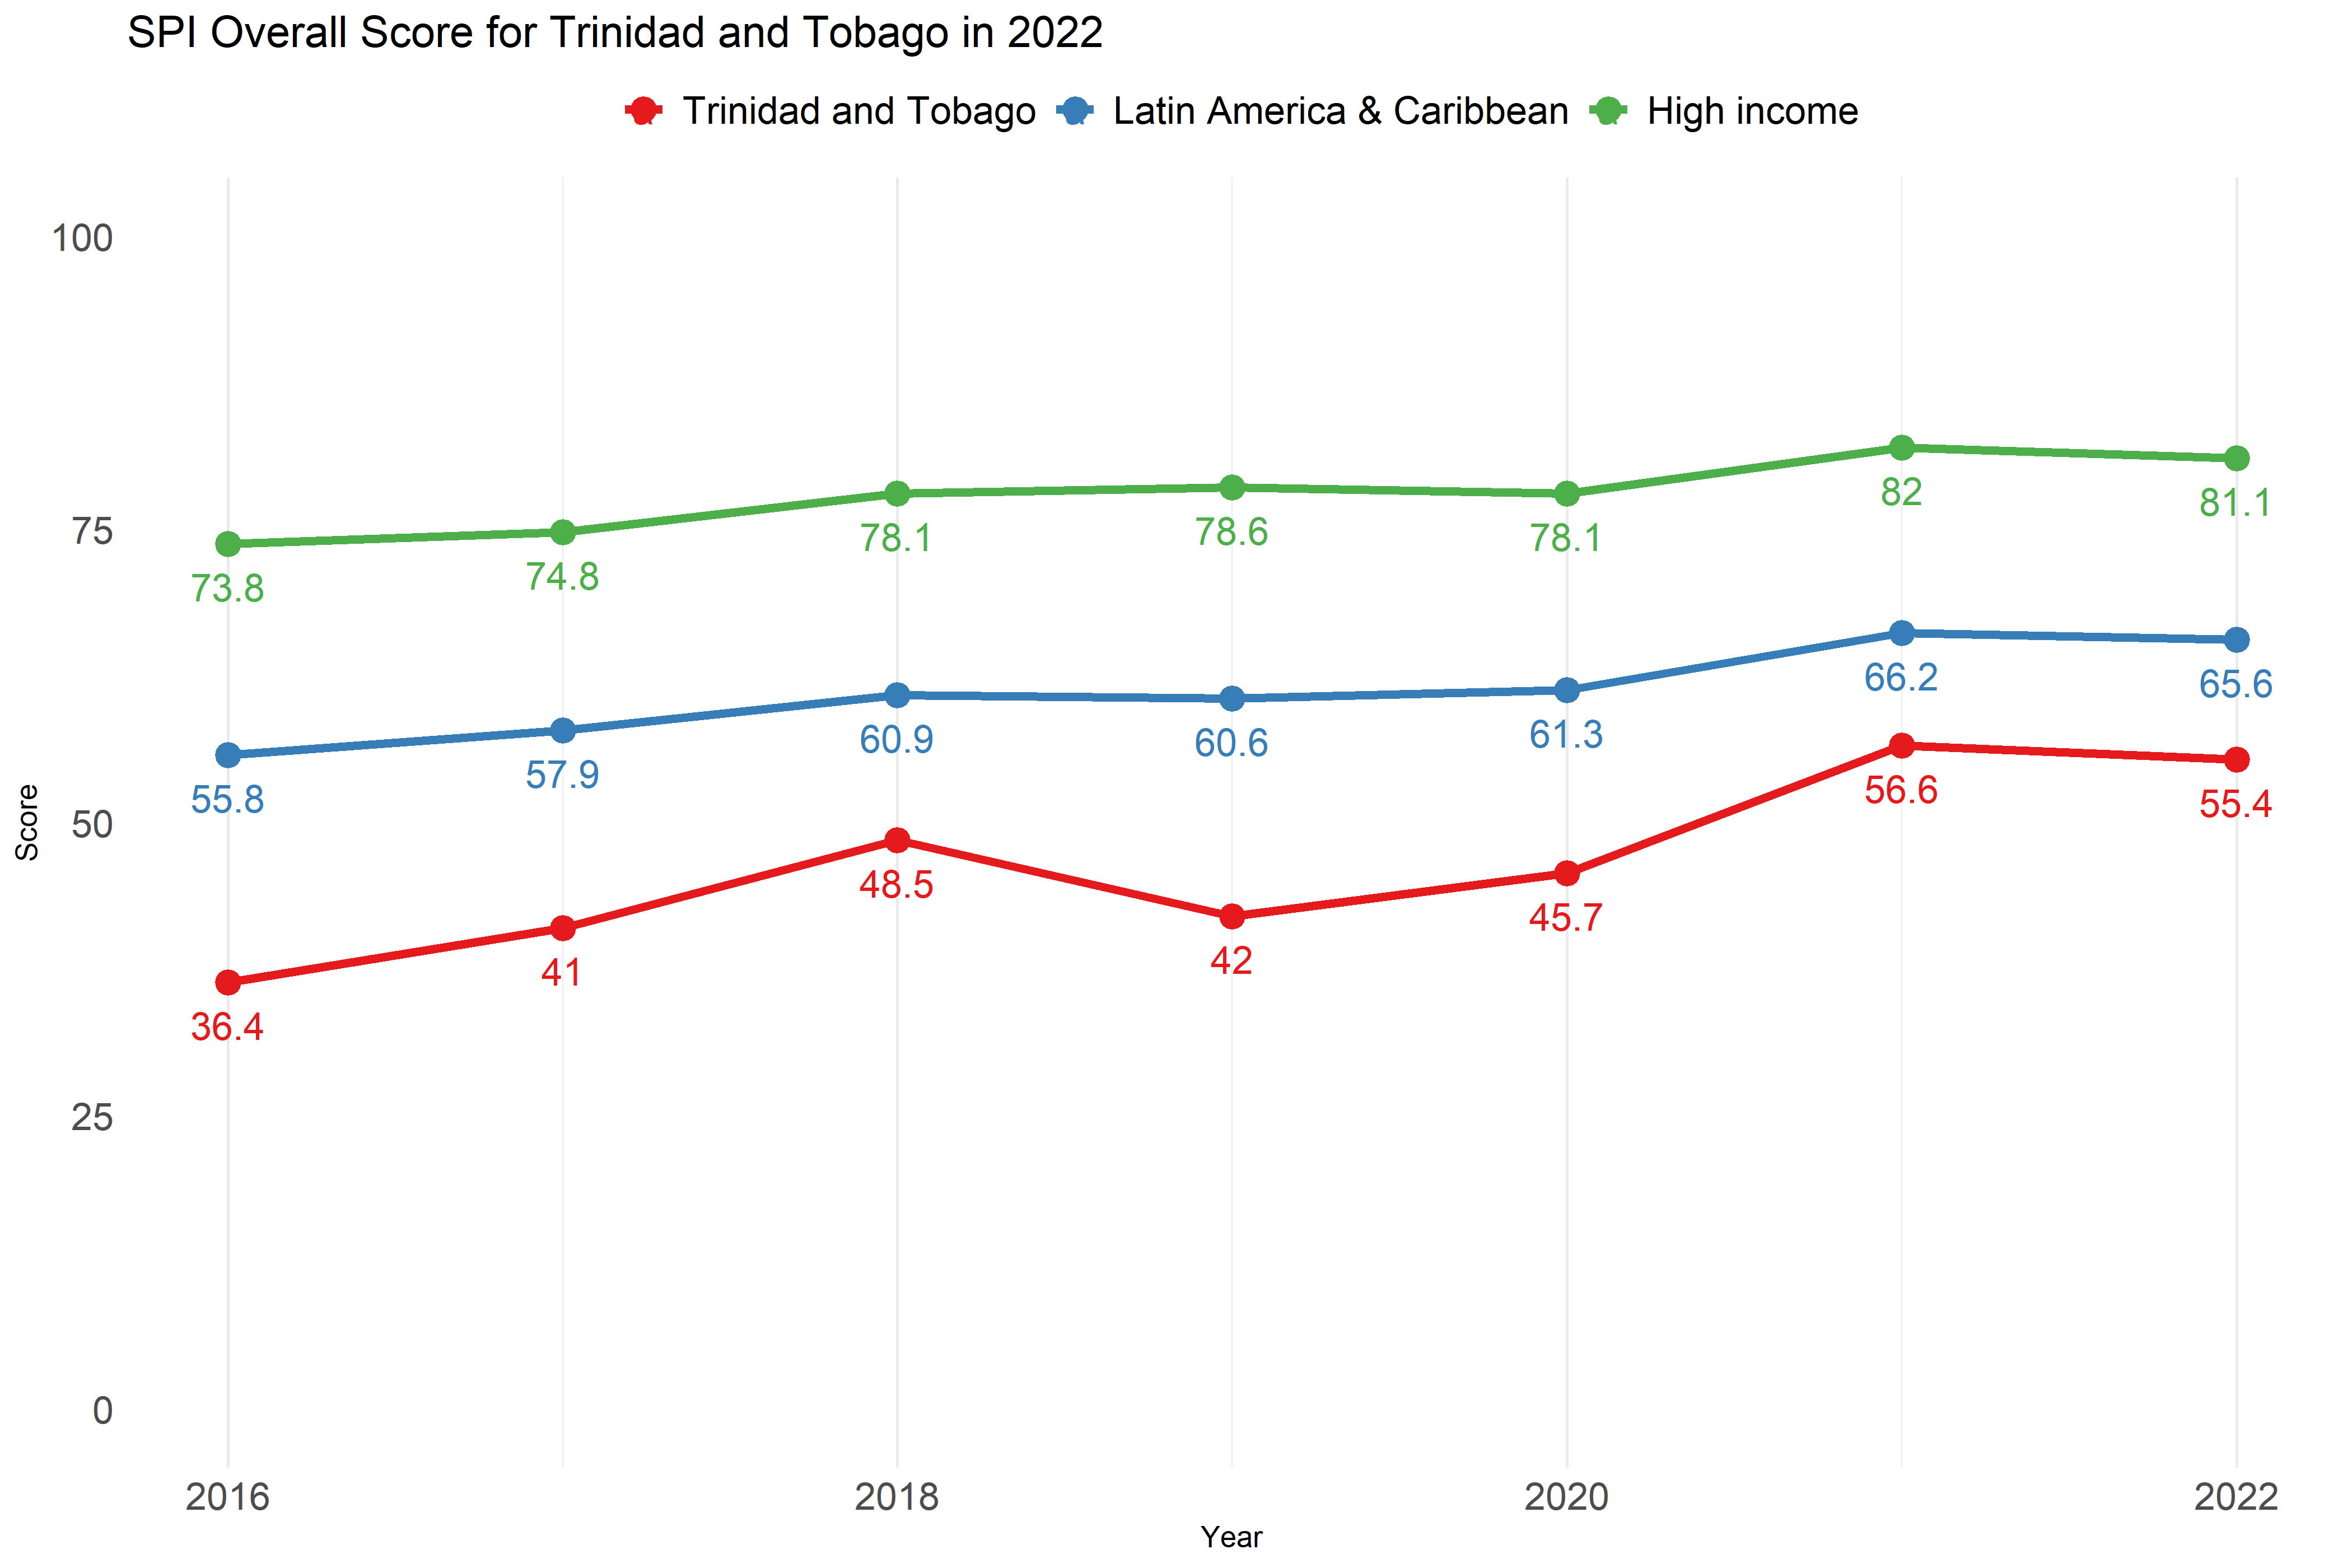 SPI Overall Score for Trinidad and Tobago in 2022
Trinidad and Tobago Latin America & Caribbean High income
100
75
50
25
0
Score
73.8 74.8 78.1 78.6 78.1 82 81.1
55.8 57.9 60.9 60.6 61.3 66.2 65.6
36.4 41 48.5 42 45.7 56.6 55.4
2016 2018 2020 2022
Year